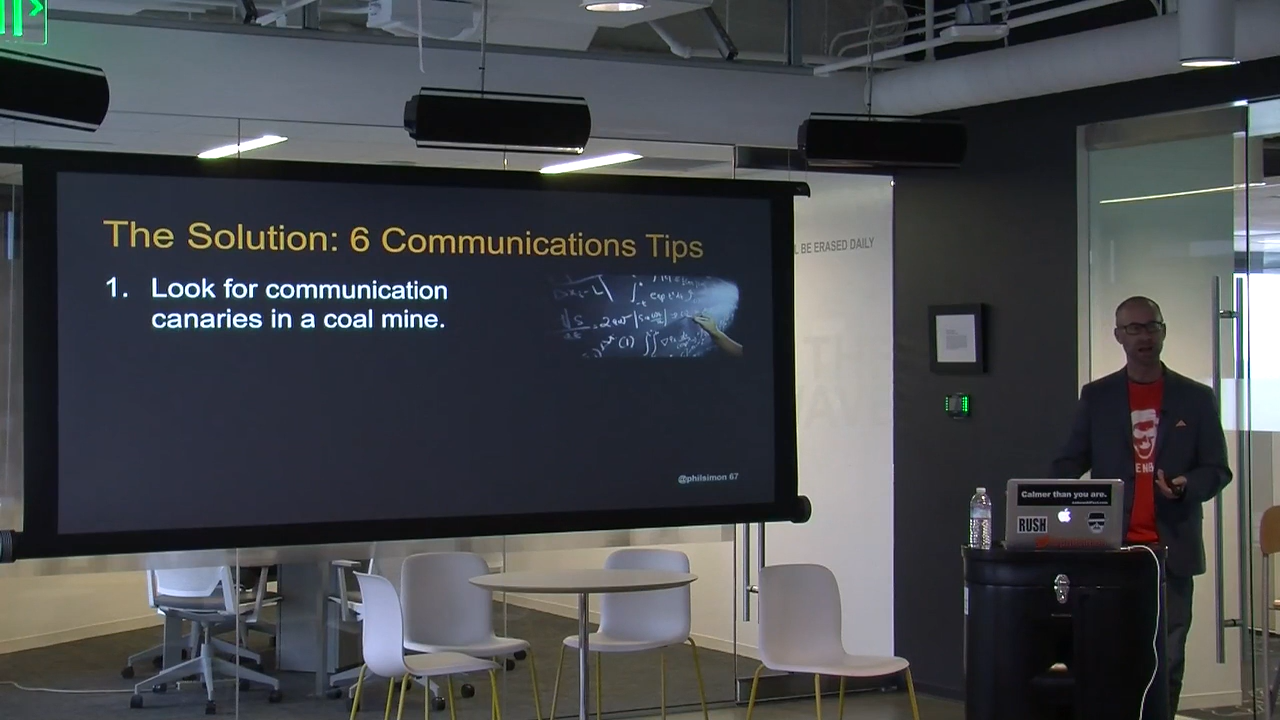 The Solution: 6 Communications Tips
1. Look for communication
canaries in a coal mine.
@philsimon 67
L BE ERASED DAILY
Calmer than you are.
RUSH
ENB